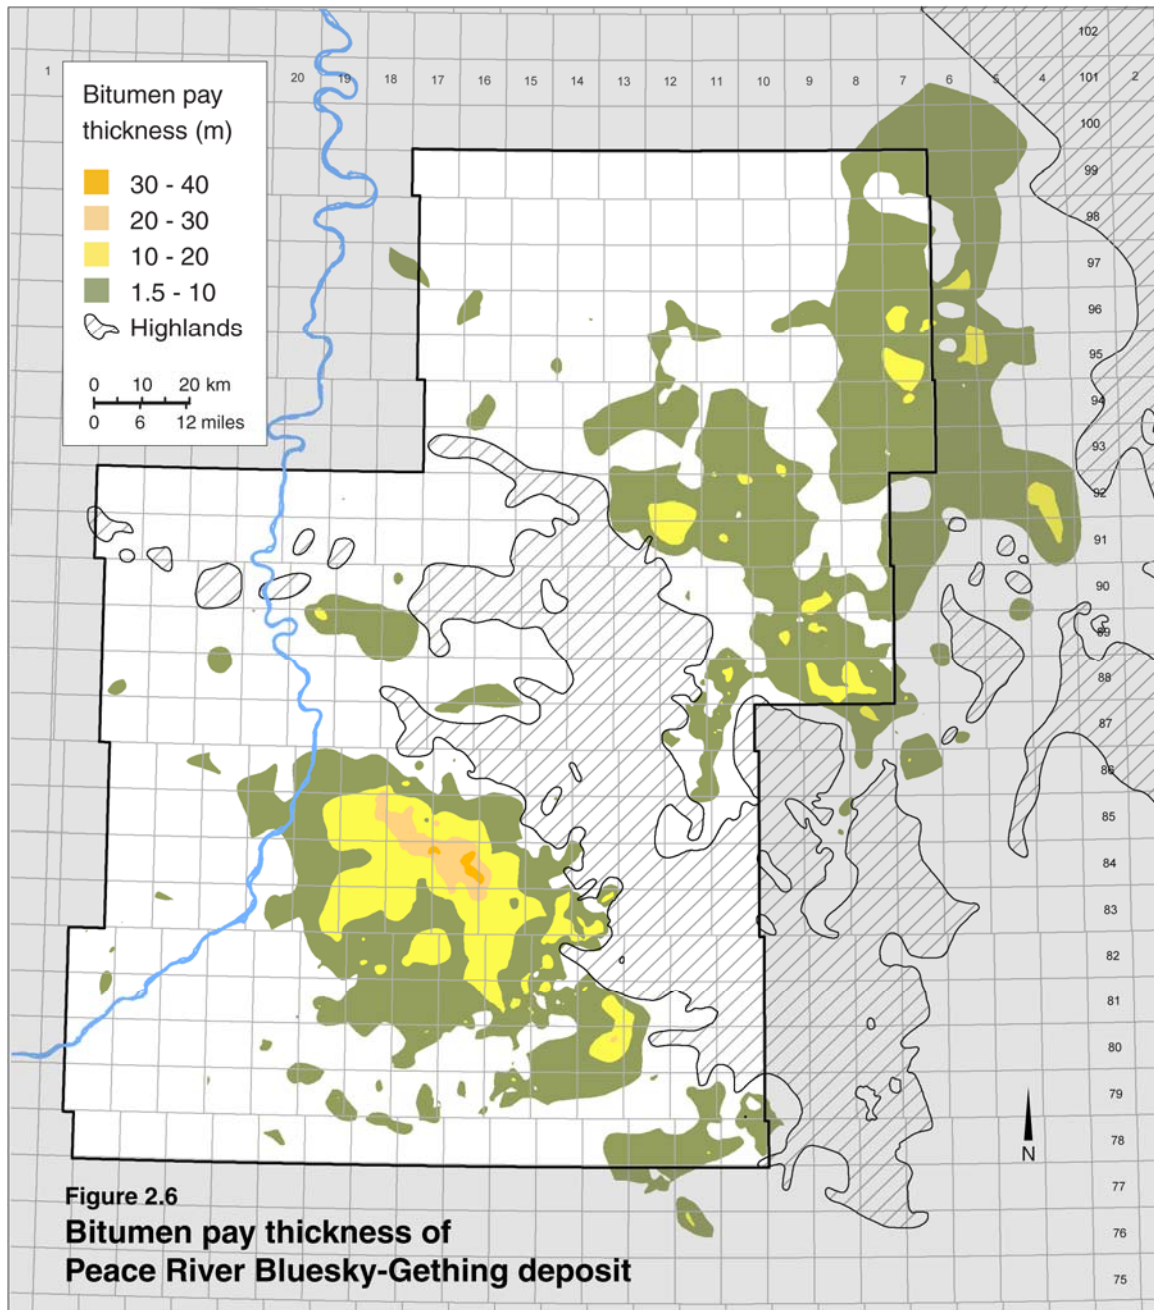 102
1 20 19 18 17 16 15 14 13 12 11 10 9 8 7 6 5 4 101 2
Bitumen pay
thickness (m)
30 - 40
20 - 30
10 - 20
1.5 - 10
Highlands
0 10 20 km
0 6 12 miles
100
99
98
97
96
95
94
93
92
91
90
89
88
87
86
85
84
83
82
81
80
79
78
77
76
75
N
Figure 2.6
Bitumen pay thickness of
Peace River Bluesky-Gething deposit